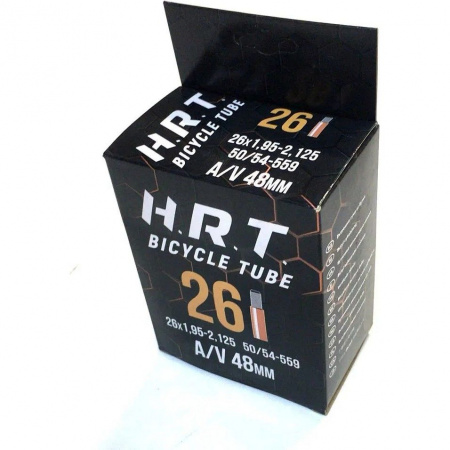 H.R.T.
BICYCLE TUBE
26
26x1,95-2,125
50/54-559
A/V 48MM
H.R.T.
BICYCLE TUBE
26
26x1,95-2,125 50/54-559
A/V 48MM